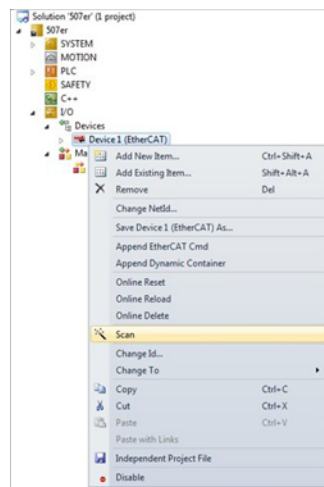 Solution '507er' (1 project)
507er
SYSTEM
MOTION
PLC
SAFETY
C++
I/O
Devices
Device 1 (EtherCAT)
Ma
Add New Item... Ctrl+Shift+A
Add Existing Item... Shift+Alt+A
Remove Del
Change NetId...
Save Device 1 (EtherCAT) As...
Append EtherCAT Cmd
Append Dynamic Container
Online Reset
Online Reload
Online Delete
Scan
Change Id...
Change To
Copy Ctrl+C
Cut Ctrl+X
Paste Ctrl+V
Paste with Links
Independent Project File
Disable